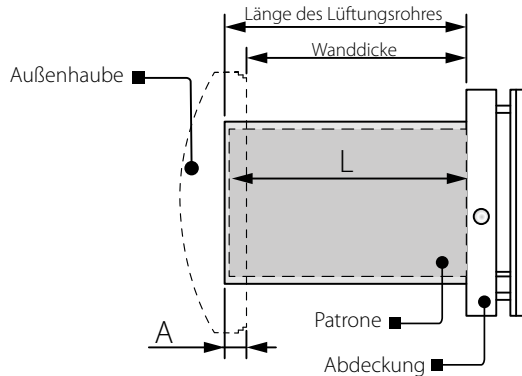 Länge des Lüftungsrohres
Wanddicke
Außenhaube
L
Patrone
A
Abdeckung